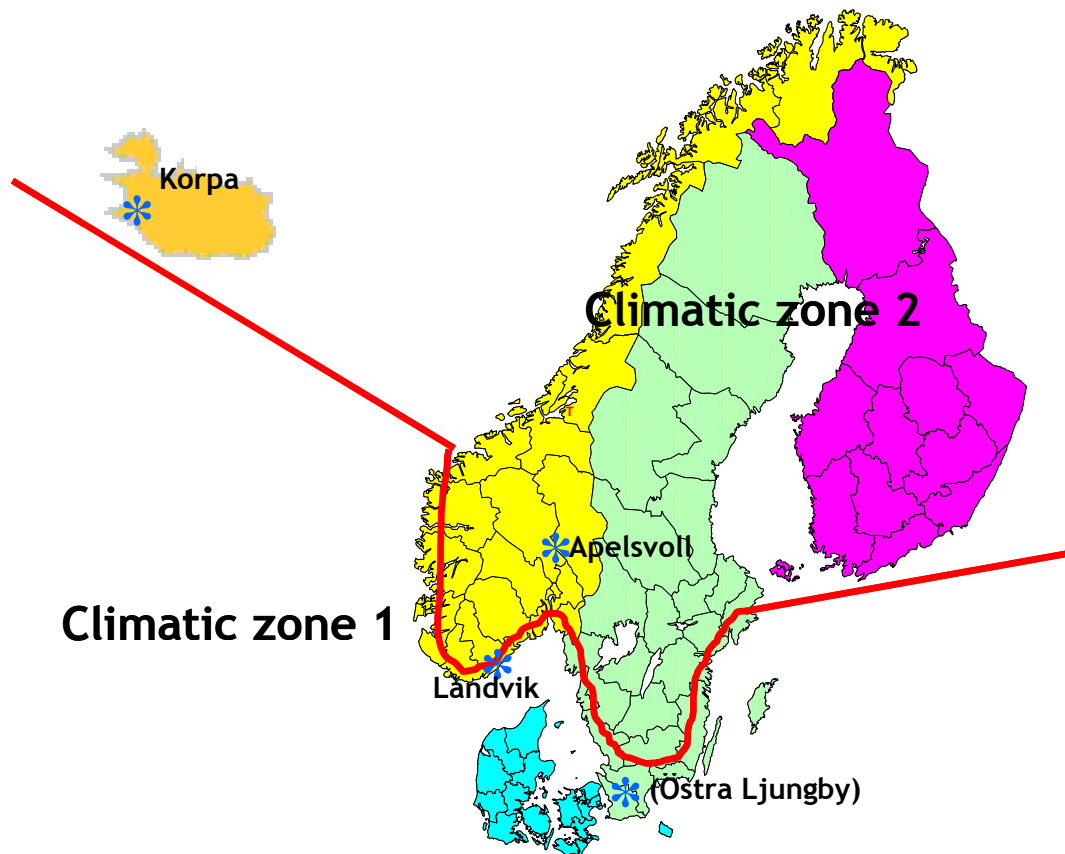 Korpa
Climatic zone 2
T
Apelsvoll
Climatic zone 1
Landvik
(Östra Ljungby)